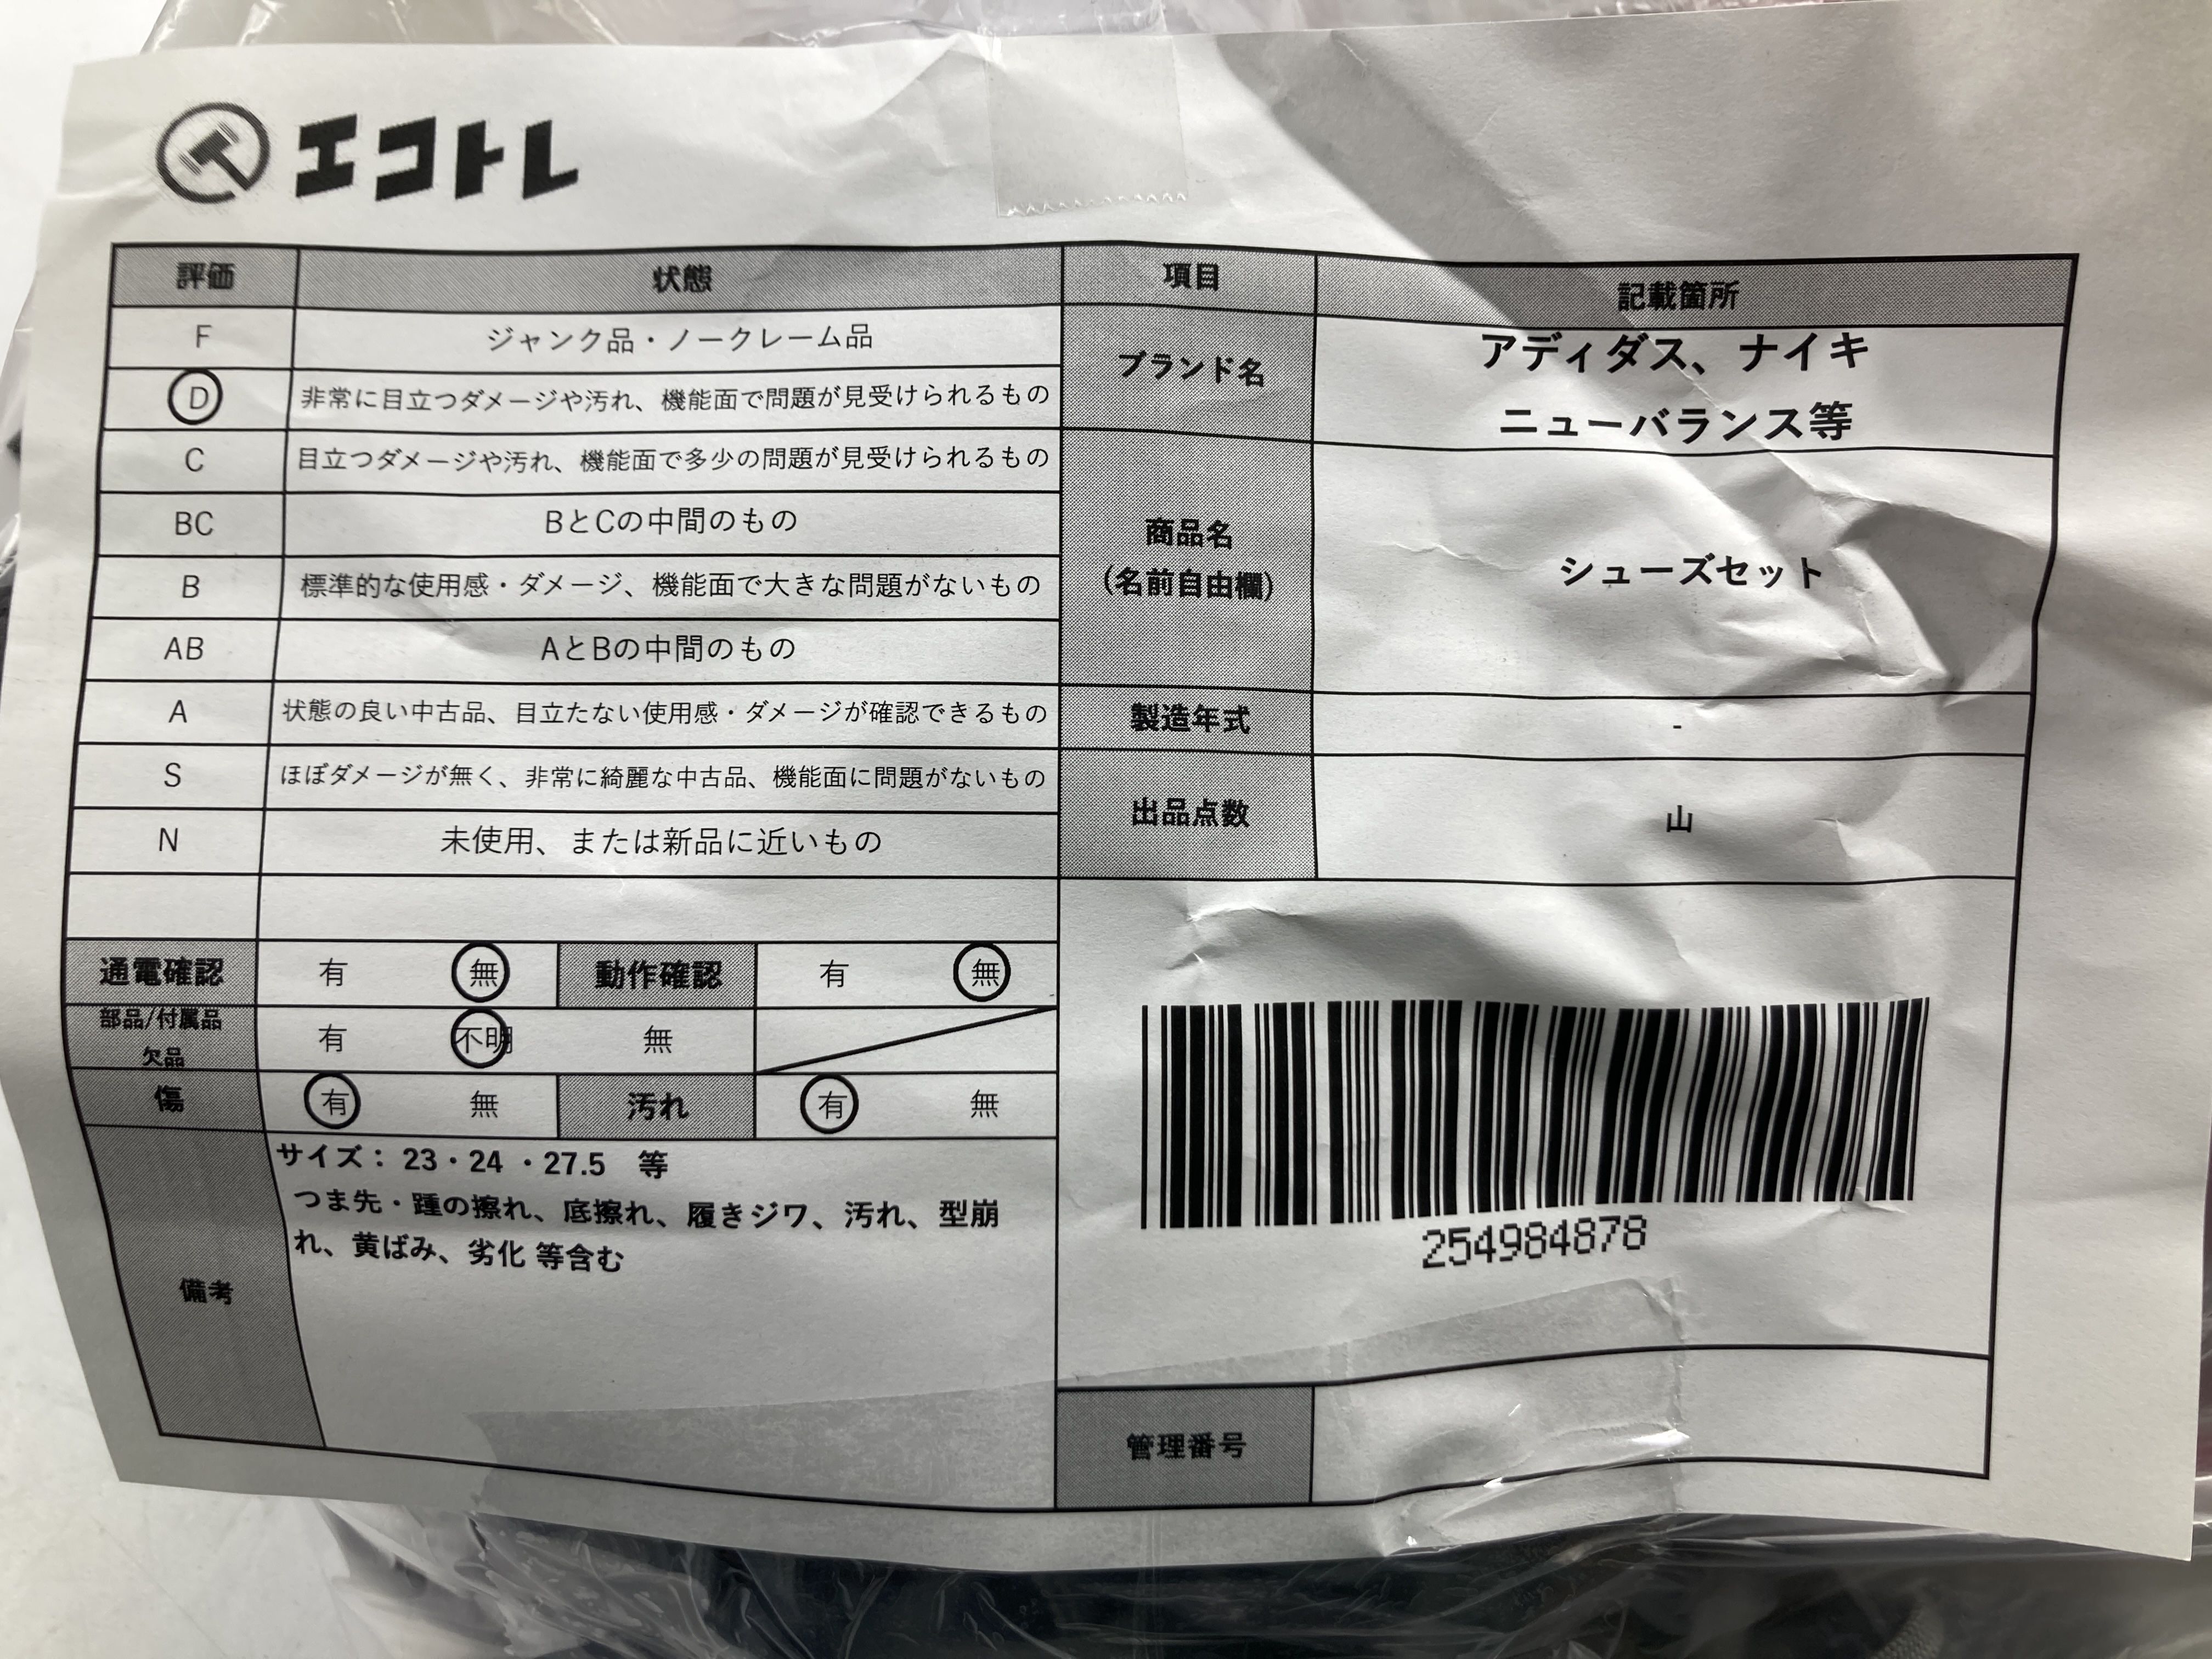 エコトレ
評価 状態 項目 記載箇所
F ジャンク品・ノークレーム品
D 非常に目立つダメージや汚れ、機能面で問題が見受けられるもの
C 目立つダメージや汚れ、機能面で多少の問題が見受けられるもの
BC BとCの中間のもの
B 標準的な使用感・ダメージ、機能面で大きな問題がないもの
AB AとBの中間のもの
A 状態の良い中古品、目立たない使用感・ダメージが確認できるもの
S ほぼダメージが無く、非常に綺麗な中古品、機能面に問題がないもの
N 未使用、または新品に近いもの
ブランド名 アディダス、ナイキ
ニューバランス等
商品名
(名前自由欄)
シューズセット
製造年式 -
出品点数 山
通電確認 有 無 動作確認 有 無
部品/付属品
欠品
有 不明 無
傷 有 無 汚れ 有 無
備考
サイズ： 23・24 ・27.5 等
つま先・踵の擦れ、底擦れ、履きジワ、汚れ、型崩
れ、黄ばみ、劣化 等含む
254984878
管理番号